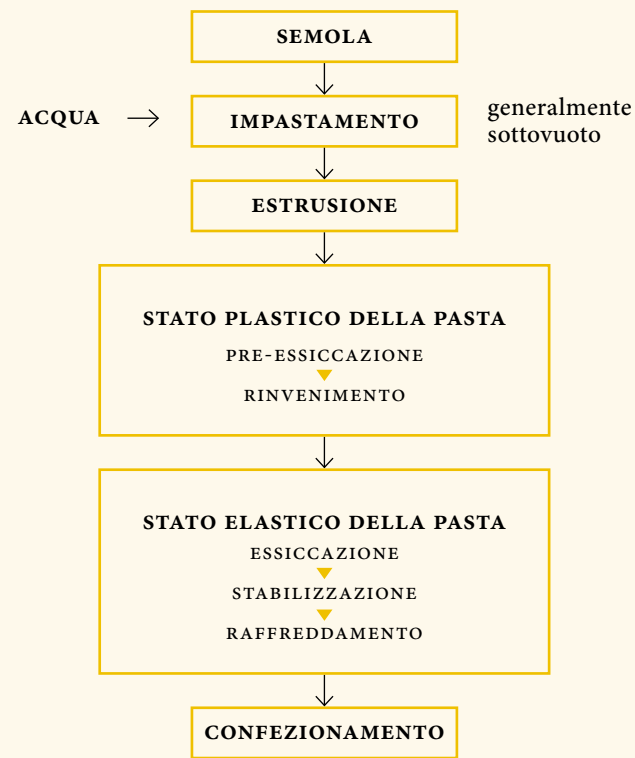 SEMOLA
ACQUA
IMPASTAMENTO
generalmente
sottovuoto
ESTRUSIONE
STATO PLASTICO DELLA PASTA
PRE-ESSICCAZIONE
RINVENIMENTO
STATO ELASTICO DELLA PASTA
ESSICCAZIONE
STABILIZZAZIONE
RAFFREDDAMENTO
CONFEZIONAMENTO